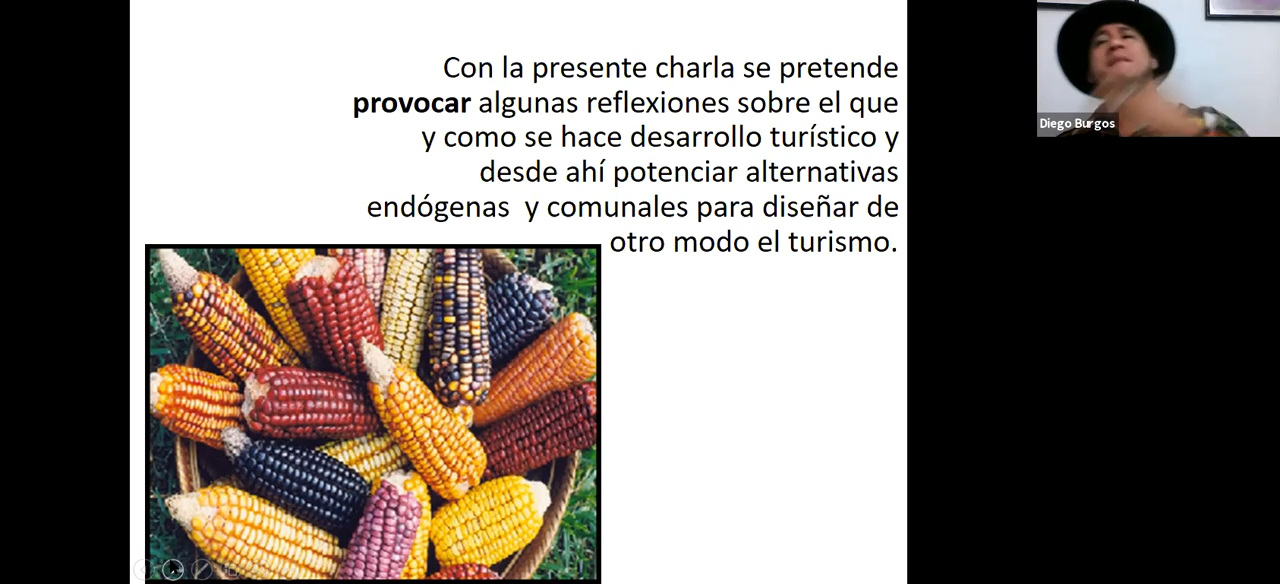 Con la presente charla se pretende
provocar algunas reflexiones sobre el que
y como se hace desarrollo turístico y
desde ahí potenciar alternativas
endógenas  y comunales para diseñar de
otro modo el turismo.
Diego Burgos